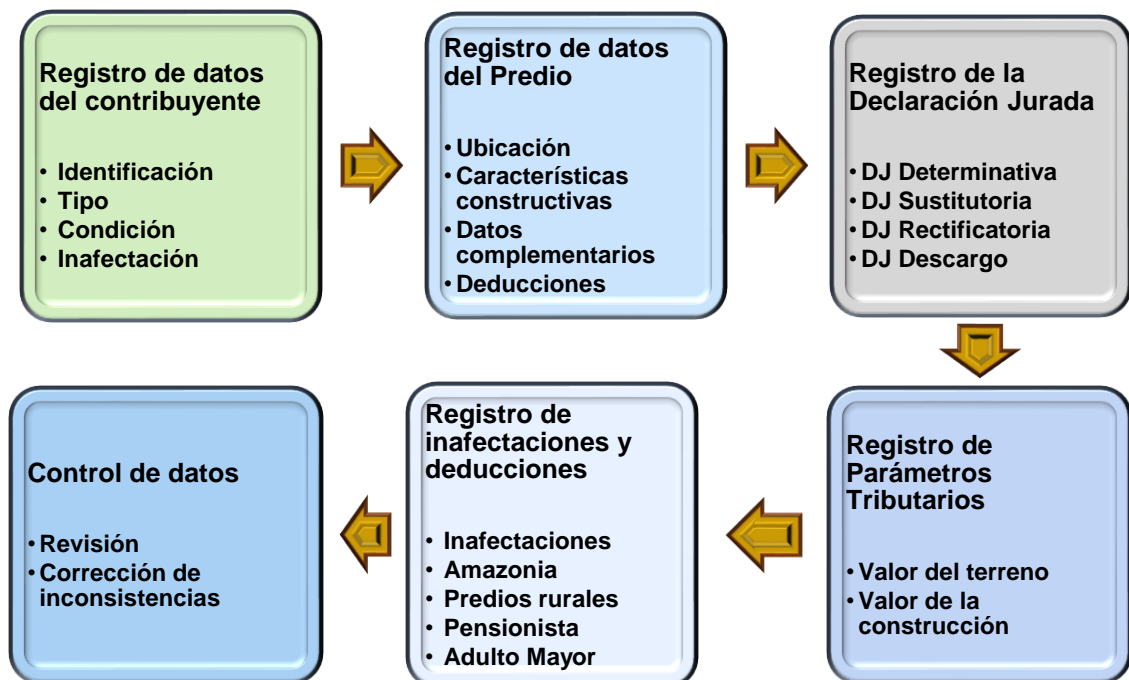 Registro de datos
del contribuyente
• Identificación
• Tipo
• Condición
• Inafectación
Registro de datos
del Predio
• Ubicación
• Características
constructivas
• Datos
complementarios
• Deducciones
Registro de la
Declaración Jurada
• DJ Determinativa
• DJ Sustitutoria
• DJ Rectificatoria
• DJ Descargo
Registro de
Parámetros
Tributarios
• Valor del terreno
• Valor de la
construcción
Registro de
inafectaciones y
deducciones
• Inafectaciones
• Amazonia
• Predios rurales
• Pensionista
• Adulto Mayor
Control de datos
• Revisión
• Corrección de
inconsistencias